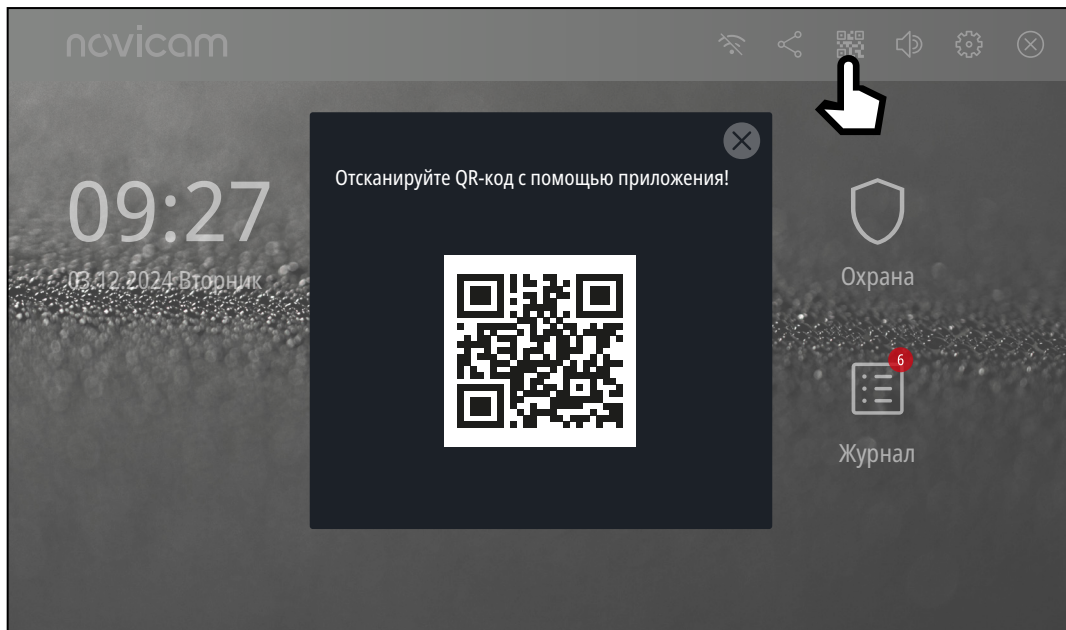 novicam
Отсканируйте QR-код с помощью приложения!
09:27
03.12.2024 Вторник
Охрана
6
Журнал